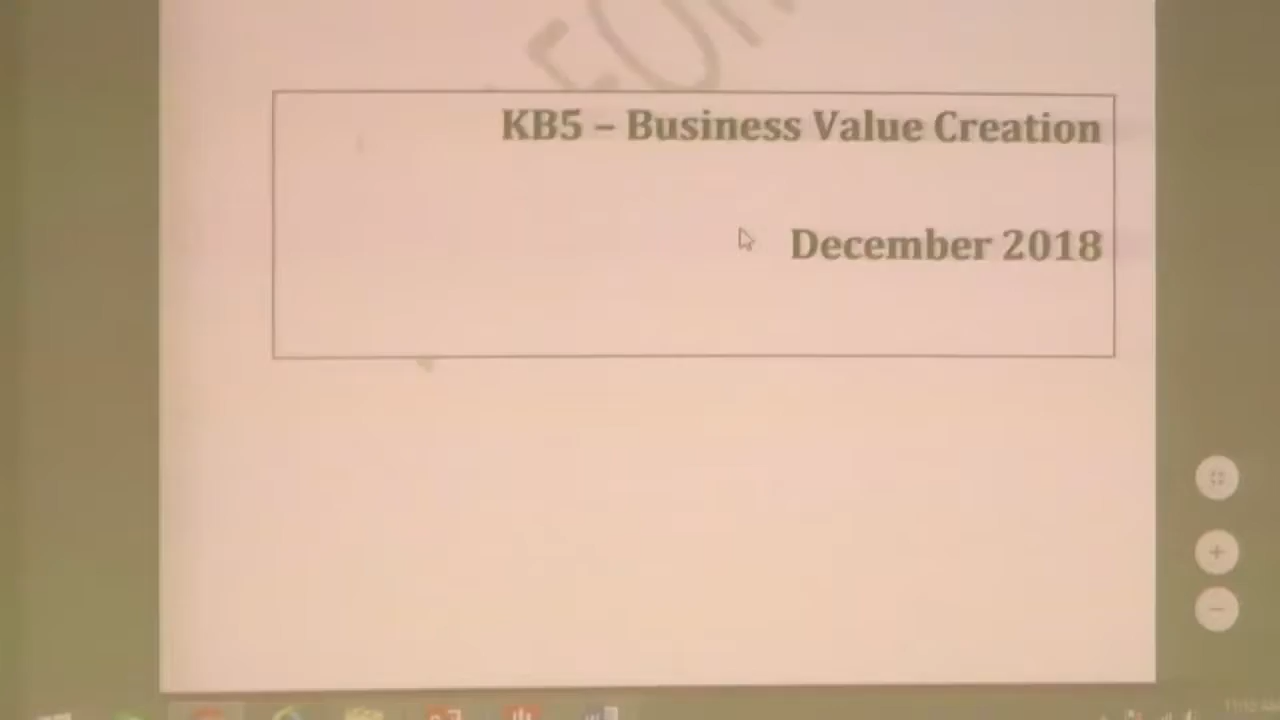 KB5 – Business Value Creation
December 2018